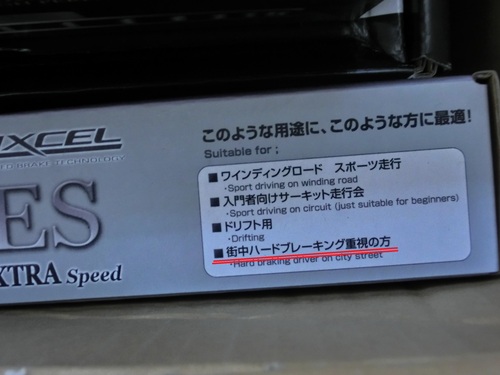 IXCEL
ED BRAKE TECHNOLOGY
ES
XTRA Speed
このような用途に、このような方に最適!
Suitable for ;
■ワインディングロード スポーツ走行
・Sport driving on winding road
■入門者向けサーキット走行会
・Sport driving on circuit (just suitable for beginners)
■ドリフト用
・Drifting
■街中ハードブレーキング重視の方
・Hard braking driver on city street